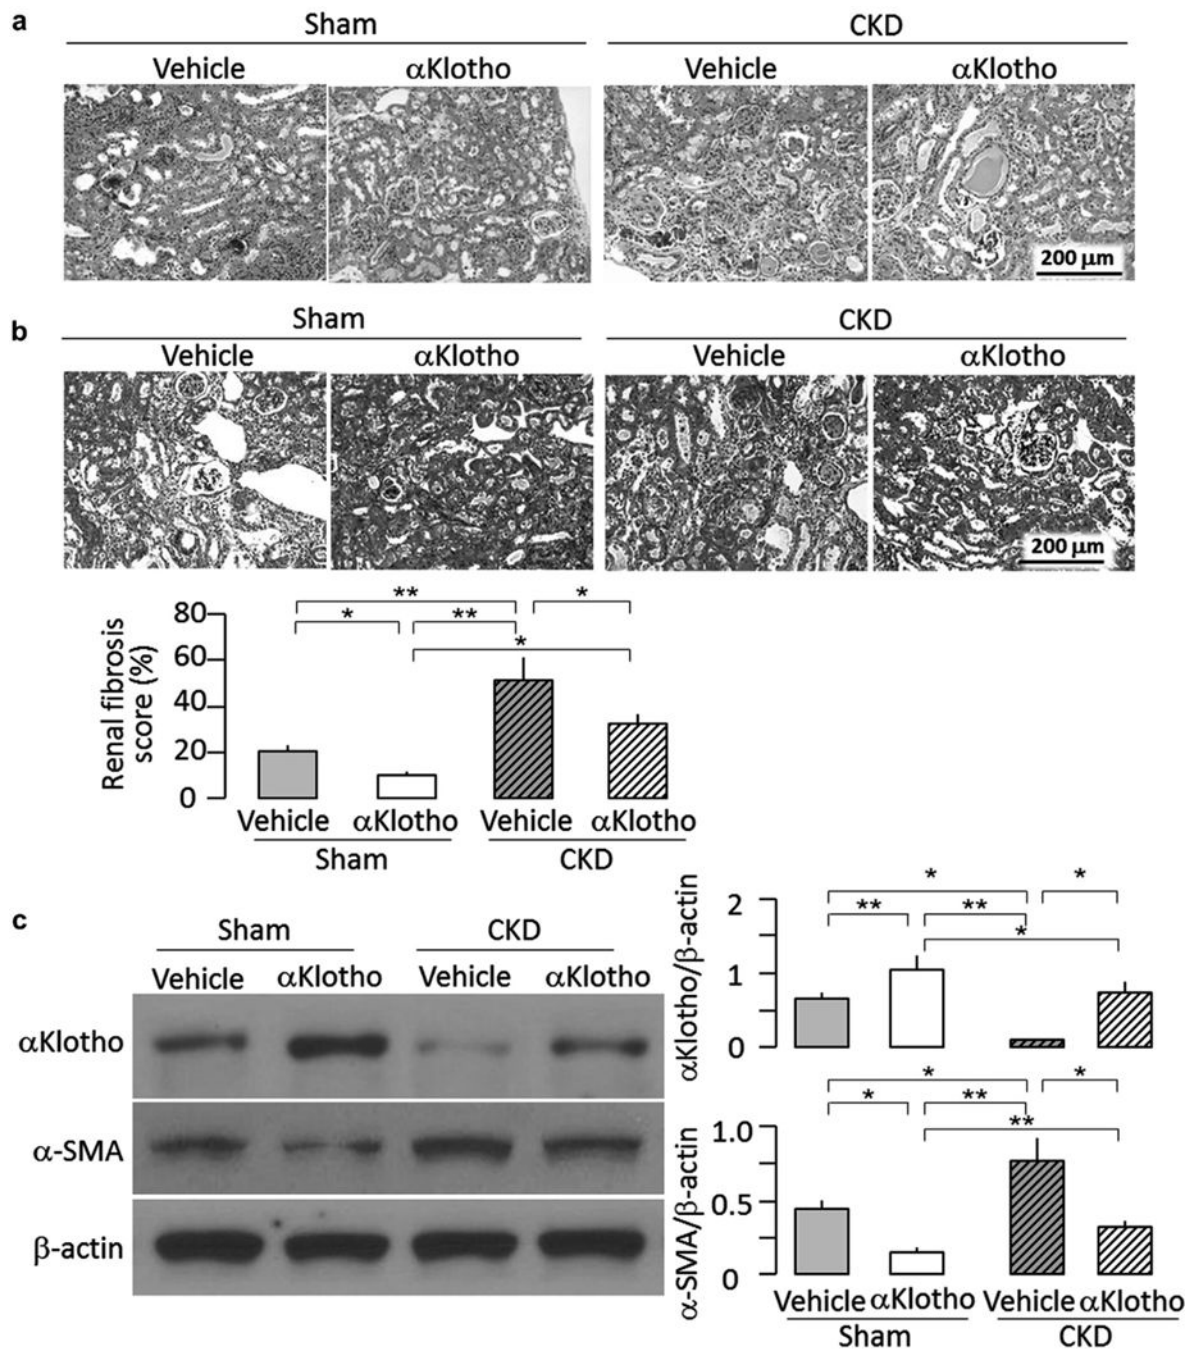 a
Sham CKD
Vehicle αKlotho Vehicle αKlotho
200 μm
b
Sham CKD
Vehicle αKlotho Vehicle αKlotho
200 μm
Renal fibrosis
score (%)
** *
* **
*
80
60
40
20
0
Vehicle αKlotho Vehicle αKlotho
Sham CKD
c
Sham CKD
Vehicle αKlotho Vehicle αKlotho
αKlotho
α-SMA
β-actin
αKlotho/β-actin
* *
** **
*
2
1
0
α-SMA/β-actin
* *
* **
**
1.0
0.5
0
Vehicle αKlotho Vehicle αKlotho
Sham CKD